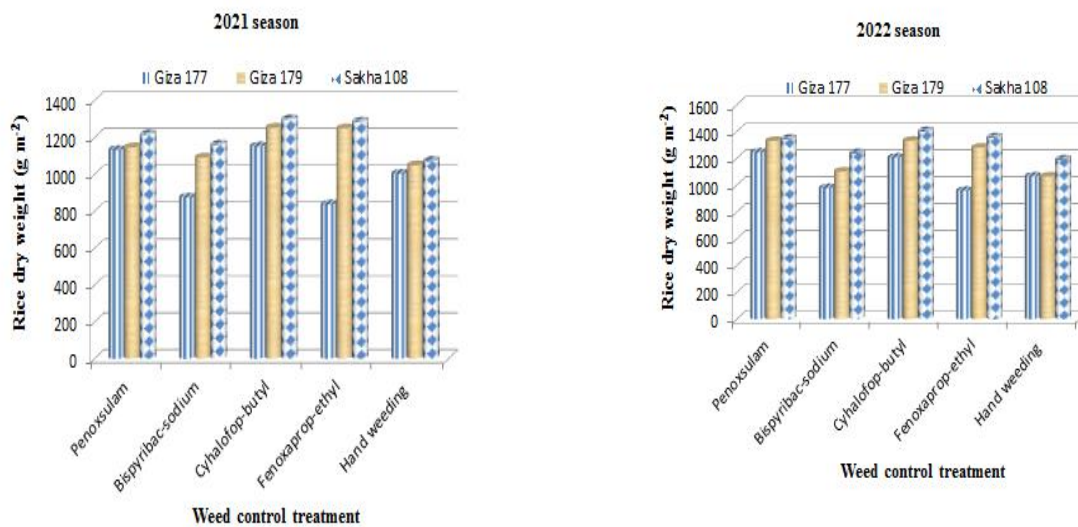 2021 season
Giza 177 Giza 179 Sakha 108
Rice dry weight (g m-2)
1400
1200
1000
800
600
400
200
0
Penoxsulam
Bispyribac-sodium
Cyhalofop-butyl
Fenoxaprop-ethyl
Hand weeding
Weed control treatment
2022 season
Giza 177 Giza 179 Sakha 108
Rice dry weight (g m-2)
1600
1400
1200
1000
800
600
400
200
0
Penoxsulam
Bispyribac-sodium
Cyhalofop-butyl
Fenoxaprop-ethyl
Hand weeding
Weed control treatment